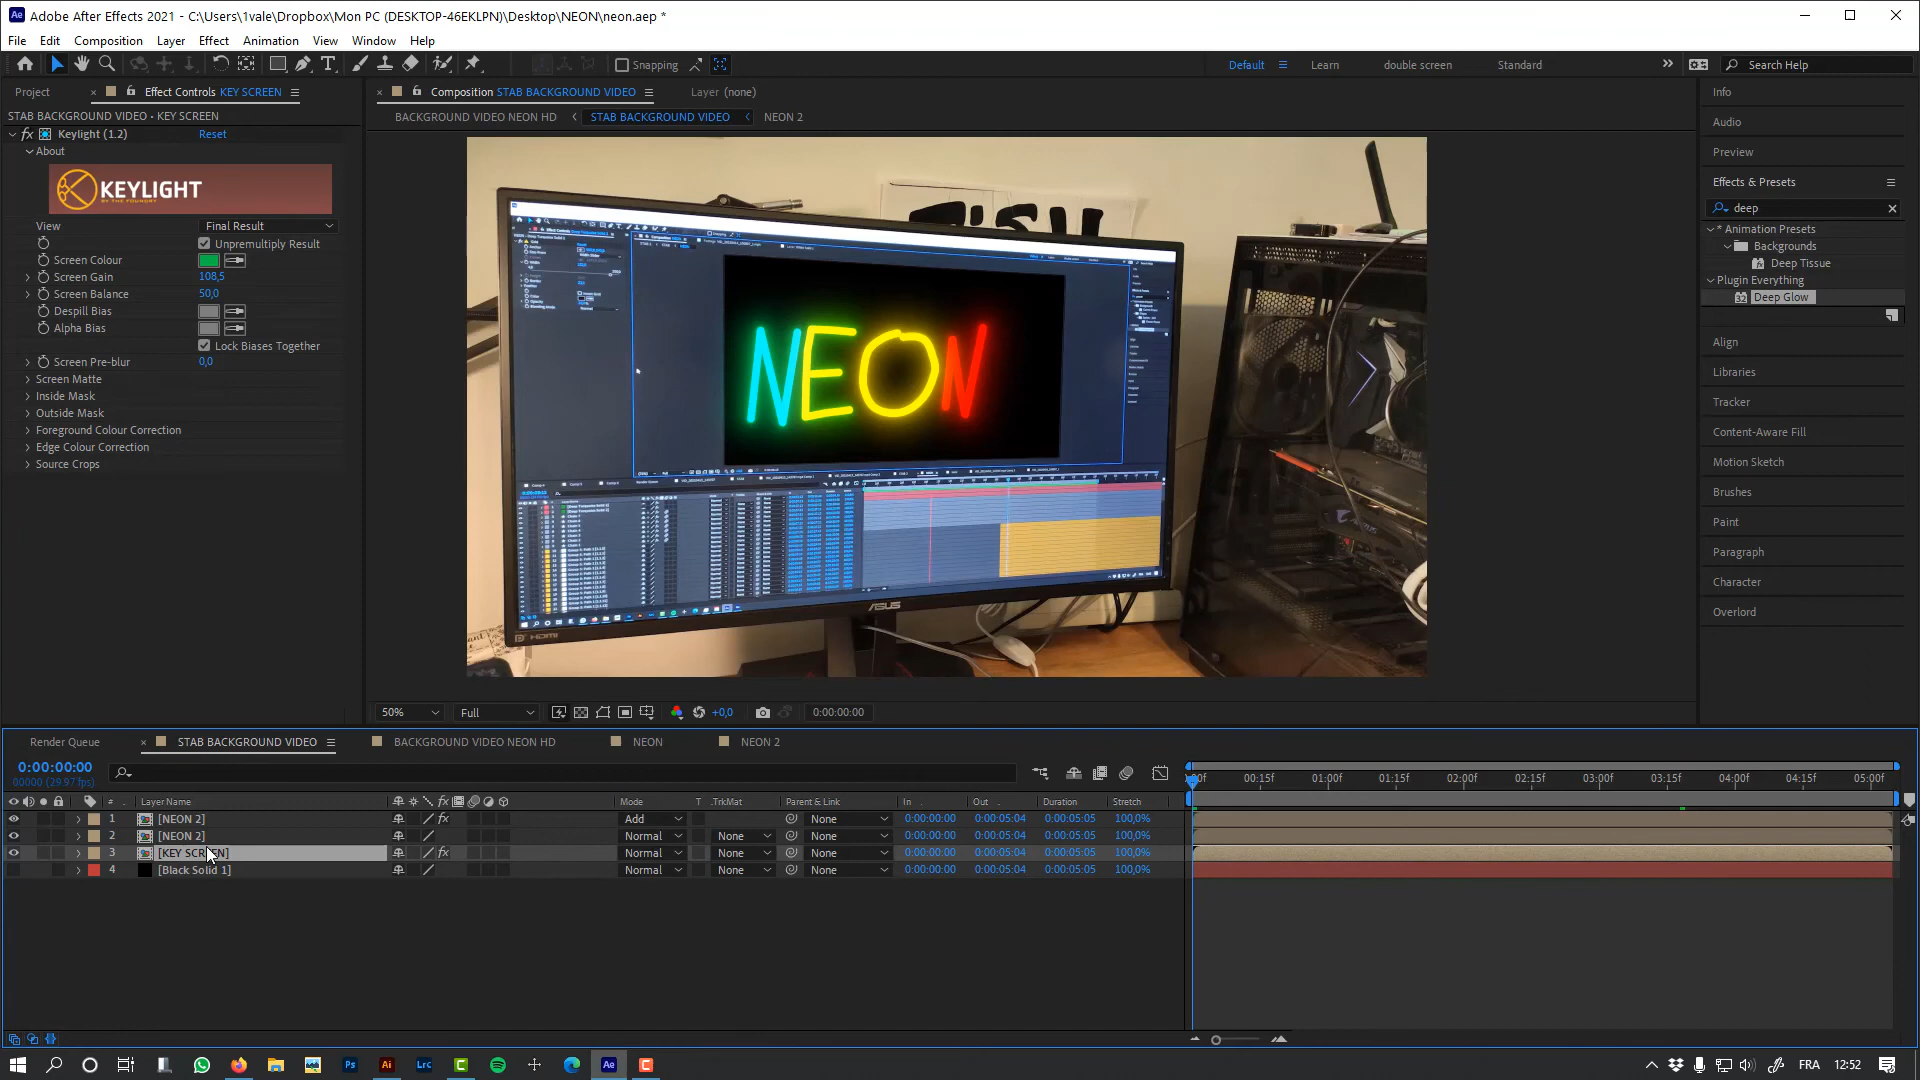 Adobe After Effects 2021 - C:\Users\1vale\Dropbox\Mon PC (DESKTOP-46EKLPN)\Desktop\NEON\neon.aep *
File Edit Composition Layer Effect Animation View Window Help
Snapping
Default Learn double screen Standard
Search Help
Project
Effect Controls KEY SCREEN
STAB BACKGROUND VIDEO • KEY SCREEN
fx Keylight (1.2) Reset
About
KEYLIGHT
BY THE FOUNDRY
View Final Result
Unpremultiply Result
Screen Colour
Screen Gain 108,5
Screen Balance 50,0
Despill Bias
Alpha Bias
Lock Biases Together
Screen Pre-blur 0,0
Screen Matte
Inside Mask
Outside Mask
Foreground Colour Correction
Edge Colour Correction
Source Crops
Composition STAB BACKGROUND VIDEO
Layer (none)
BACKGROUND VIDEO NEON HD STAB BACKGROUND VIDEO NEON 2
NEON
ASUS
HDMI
50% Full +0,0 0:00:00:00
Info
Audio
Preview
Effects & Presets
deep
* Animation Presets
Backgrounds
Deep Tissue
Plugin Everything
32 Deep Glow
Align
Libraries
Tracker
Content-Aware Fill
Motion Sketch
Brushes
Paint
Paragraph
Character
Overlord
Render Queue STAB BACKGROUND VIDEO BACKGROUND VIDEO NEON HD NEON NEON 2
0:00:00:00
00000 (29.97 fps)
:00f 00:15f 01:00f 01:15f 02:00f 02:15f 03:00f 03:15f 04:00f 04:15f 05:00f
# Layer Name Mode T .TrkMat Parent & Link In Out Duration Stretch
1 [NEON 2] fx Add None 0:00:00:00 0:00:05:04 0:00:05:05 100,0%
2 [NEON 2] Normal None None 0:00:00:00 0:00:05:04 0:00:05:05 100,0%
3 [KEY SCREEN] fx Normal None None 0:00:00:00 0:00:05:04 0:00:05:05 100,0%
4 [Black Solid 1] Normal None None 0:00:00:00 0:00:05:04 0:00:05:05 100,0%
Ps Ai Lrc Ae FRA 12:52